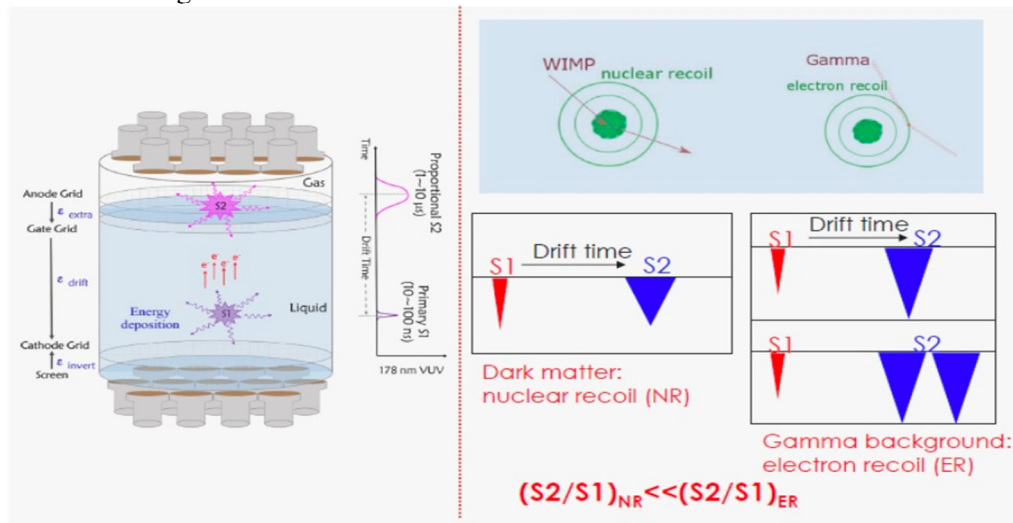 Anode Grid
ε extra
Gate Grid
ε drift
Cathode Grid
ε invert
Screen
Gas
S2
e⁻ e⁻ e⁻ e⁻
Liquid
Energy
deposition
S1
Time
Proportional S2
(1~10 µs)
Drift Time
Primary S1
(10~100 ns)
178 nm VUV
WIMP
nuclear recoil
Gamma
electron recoil
Drift time
S1 S2
Dark matter:
nuclear recoil (NR)
Drift time
S1 S2
S1 S2
Gamma background:
electron recoil (ER)
(S2/S1)NR<<(S2/S1)ER